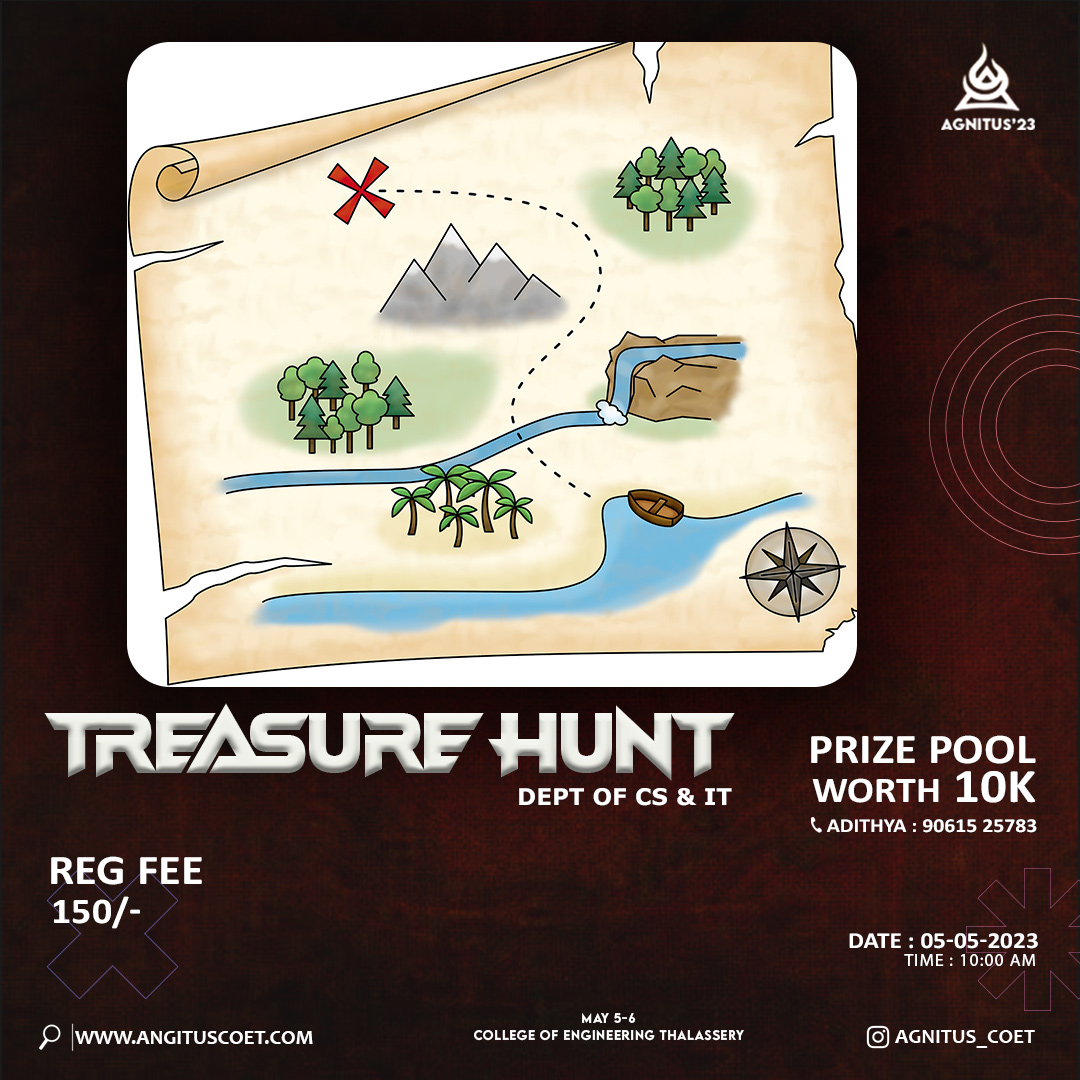 AGNITUS'23
TREASURE HUNT
DEPT OF CS & IT
PRIZE POOL
WORTH 10K
ADITHYA : 90615 25783
REG FEE
150/-
DATE : 05-05-2023
TIME : 10:00 AM
WWW.ANGITUSCOET.COM
MAY 5-6
COLLEGE OF ENGINEERING THALASSERY
AGNITUS_COET